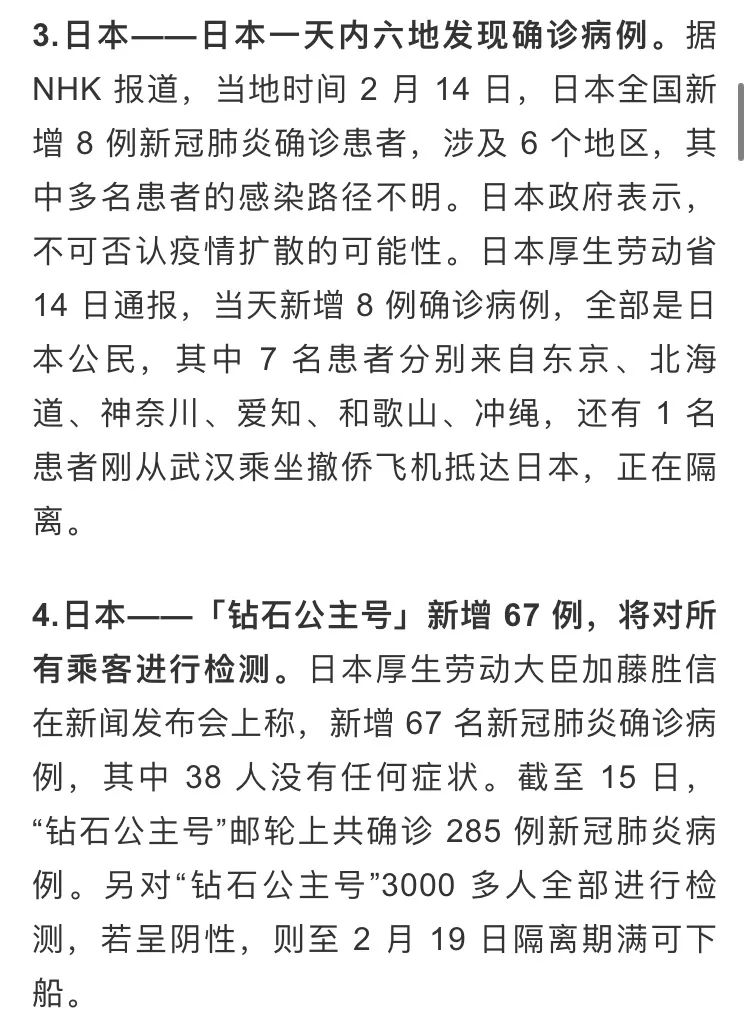 3.日本——日本一天内六地发现确诊病例。据
NHK 报道，当地时间 2 月 14 日，日本全国新
增 8 例新冠肺炎确诊患者，涉及 6 个地区，其
中多名患者的感染路径不明。日本政府表示，
不可否认疫情扩散的可能性。日本厚生劳动省
14 日通报，当天新增 8 例确诊病例，全部是日
本公民，其中 7 名患者分别来自东京、北海
道、神奈川、爱知、和歌山、冲绳，还有 1 名
患者刚从武汉乘坐撤侨飞机抵达日本，正在隔
离。
4.日本——「钻石公主号」新增 67 例，将对所
有乘客进行检测。日本厚生劳动大臣加藤胜信
在新闻发布会上称，新增 67 名新冠肺炎确诊病
例，其中 38 人没有任何症状。截至 15 日，
“钻石公主号”邮轮上共确诊 285 例新冠肺炎病
例。另对“钻石公主号”3000 多人全部进行检
测，若呈阴性，则至 2 月 19 日隔离期满可下
船。